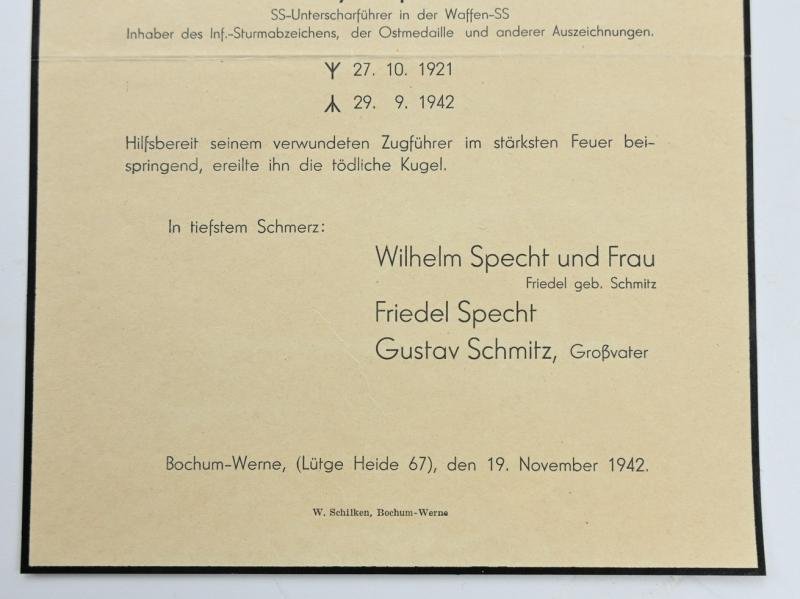 SS-Unterscharführer in der Waffen-SS
Inhaber des Inf.-Sturmabzeichens, der Ostmedaille und anderer Auszeichnungen.
ᛉ 27. 10. 1921
ᛦ 29. 9. 1942
Hilfsbereit seinem verwundeten Zugführer im stärksten Feuer bei-
springend, ereilte ihn die tödliche Kugel.
In tiefstem Schmerz:
Wilhelm Specht und Frau
Friedel geb. Schmitz
Friedel Specht
Gustav Schmitz, Großvater
Bochum-Werne, (Lütge Heide 67), den 19. November 1942.
W. Schilken, Bochum-Werne